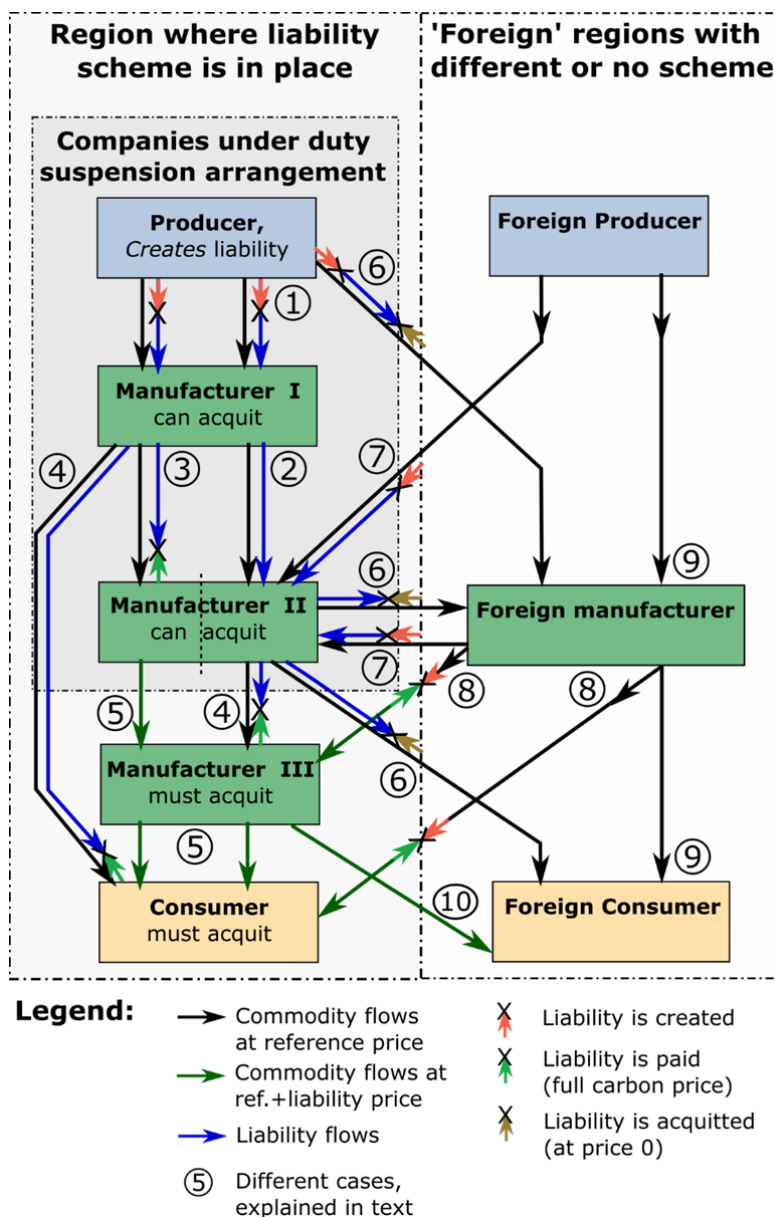 Region where liability
scheme is in place
'Foreign' regions with
different or no scheme
Companies under duty
suspension arrangement
Producer,
Creates liability
Foreign Producer
⑥
①
Manufacturer I
can acquit
④
③
②
⑦
Manufacturer II
can acquit
⑥
⑦
⑨
Foreign manufacturer
⑧
⑧
⑤
④
⑥
Manufacturer III
must acquit
⑤
⑨
⑩
Consumer
must acquit
Foreign Consumer
Legend:
Commodity flows
at reference price
Commodity flows at
ref.+liability price
Liability flows
⑤ Different cases,
explained in text
X Liability is created
X Liability is paid
(full carbon price)
X Liability is acquitted
(at price 0)